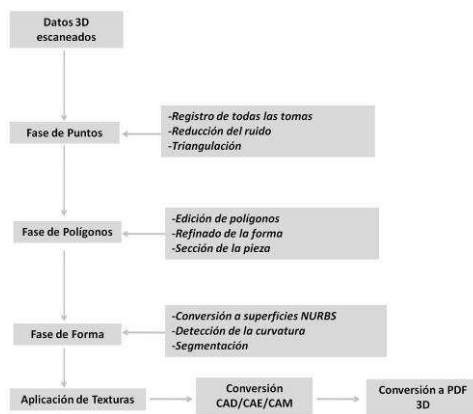 Datos 3D
escaneados
Fase de Puntos
-Registro de todas las tomas
-Reducción del ruido
-Triangulación
Fase de Polígonos
-Edición de polígonos
-Refinado de la forma
-Sección de la pieza
Fase de Forma
-Conversión a superficies NURBS
-Detección de la curvatura
-Segmentación
Aplicación de Texturas
Conversión
CAD/CAE/CAM
Conversión a PDF
3D